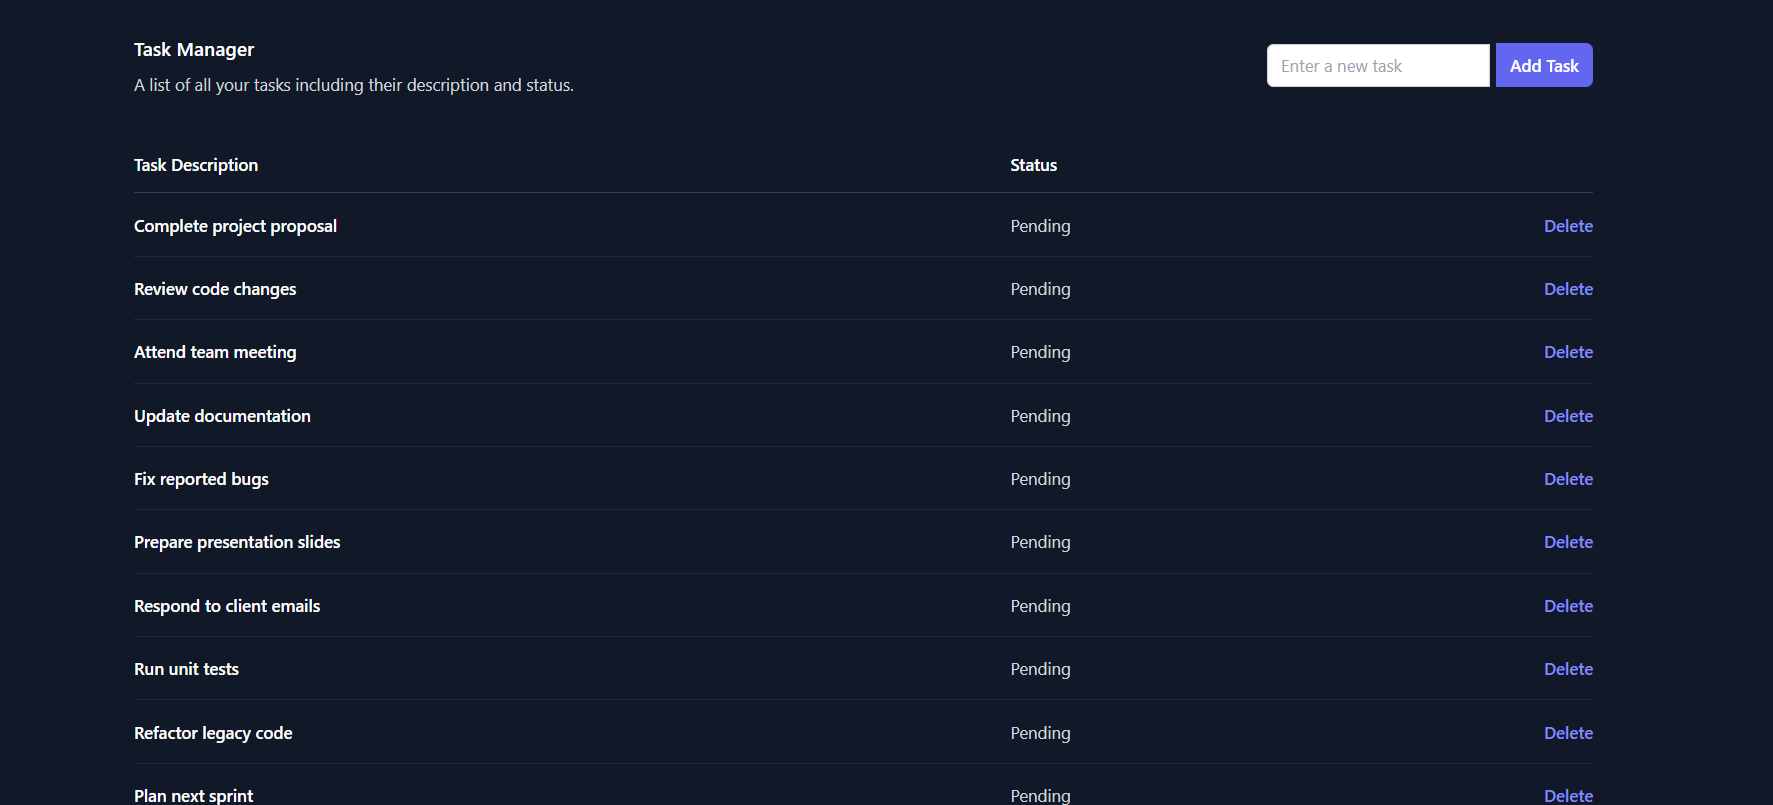 Task Manager
A list of all your tasks including their description and status.
Enter a new task Add Task
Task Description Status
Complete project proposal Pending Delete
Review code changes Pending Delete
Attend team meeting Pending Delete
Update documentation Pending Delete
Fix reported bugs Pending Delete
Prepare presentation slides Pending Delete
Respond to client emails Pending Delete
Run unit tests Pending Delete
Refactor legacy code Pending Delete
Plan next sprint Pending Delete